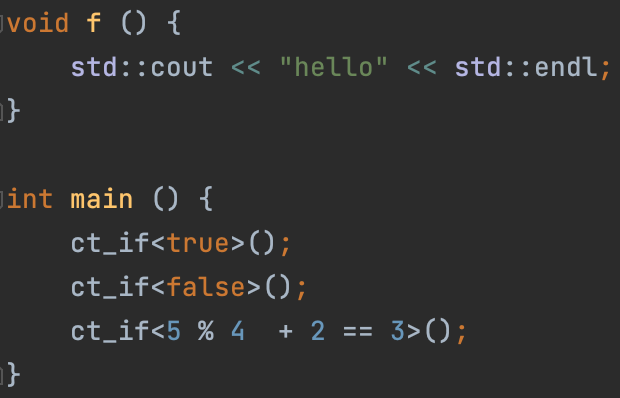 void f () {
    std::cout << "hello" << std::endl;
}

int main () {
    ct_if<true>();
    ct_if<false>();
    ct_if<5 % 4  + 2 == 3>();
}